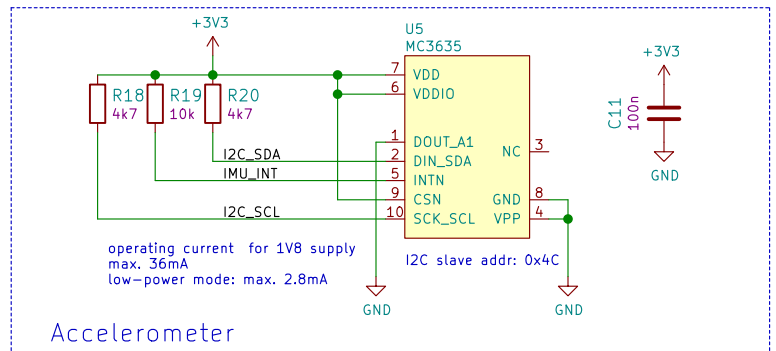 +3V3
U5
MC3635
+3V3
7 VDD
6 VDDIO
R18
4k7
R19
10k
R20
4k7
C11
100n
1 DOUT_A1
NC 3
I2C_SDA
2 DIN_SDA
IMU_INT
5 INTN
GND
9 CSN
GND 8
I2C_SCL
10 SCK_SCL
VPP 4
operating current for 1V8 supply
max. 36mA
low-power mode: max. 2.8mA
I2C slave addr: 0x4C
GND
GND
Accelerometer